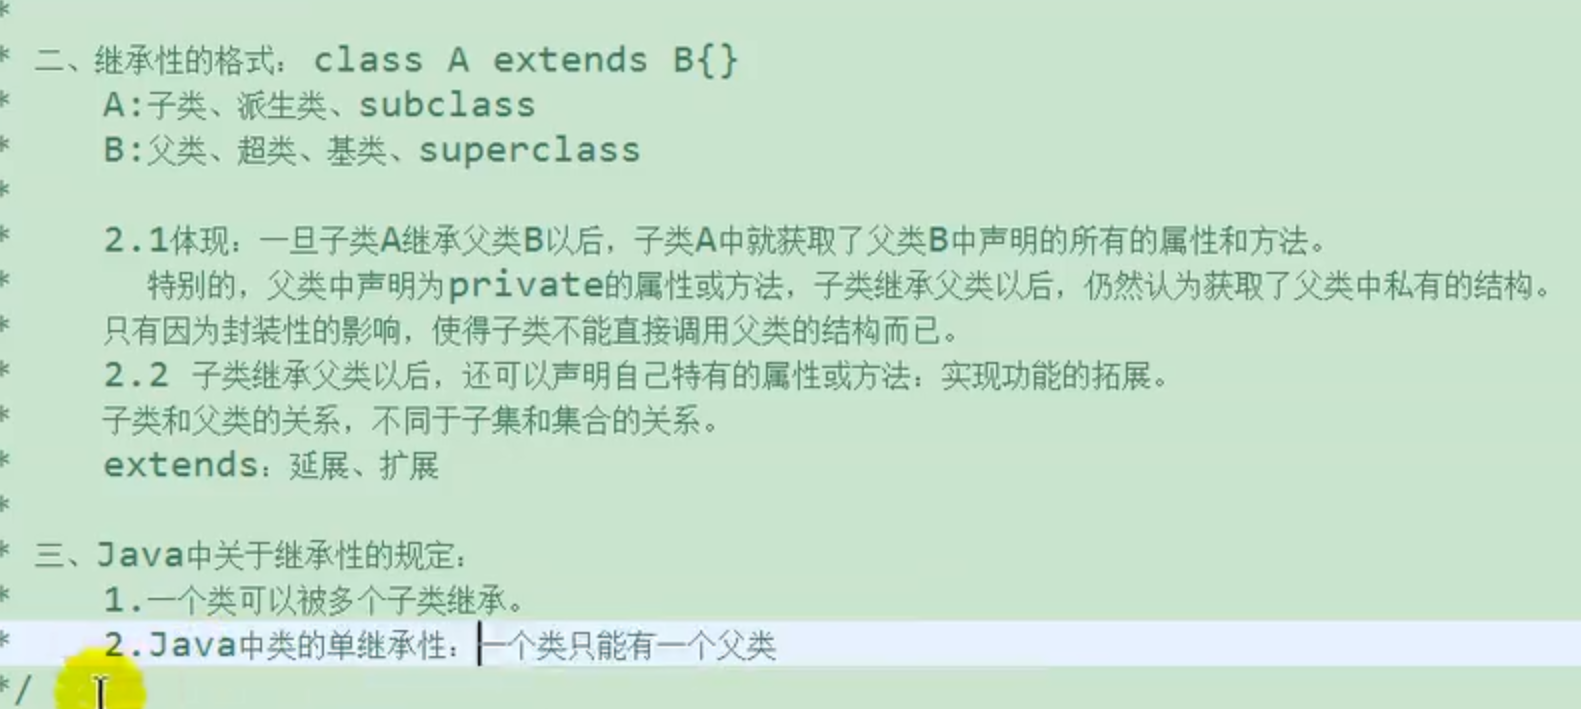 *
* 二、继承性的格式：class A extends B{}
* A:子类、派生类、subclass
* B:父类、超类、基类、superclass
*
* 2.1体现：一旦子类A继承父类B以后，子类A中就获取了父类B中声明的所有的属性和方法。
* 特别的，父类中声明为private的属性或方法，子类继承父类以后，仍然认为获取了父类中私有的结构。
* 只有因为封装性的影响，使得子类不能直接调用父类的结构而已。
* 2.2 子类继承父类以后，还可以声明自己特有的属性或方法：实现功能的拓展。
* 子类和父类的关系，不同于子集和集合的关系。
* extends：延展、扩展
*
* 三、Java中关于继承性的规定：
* 1.一个类可以被多个子类继承。
* 2.Java中类的单继承性：一个类只能有一个父类
*/